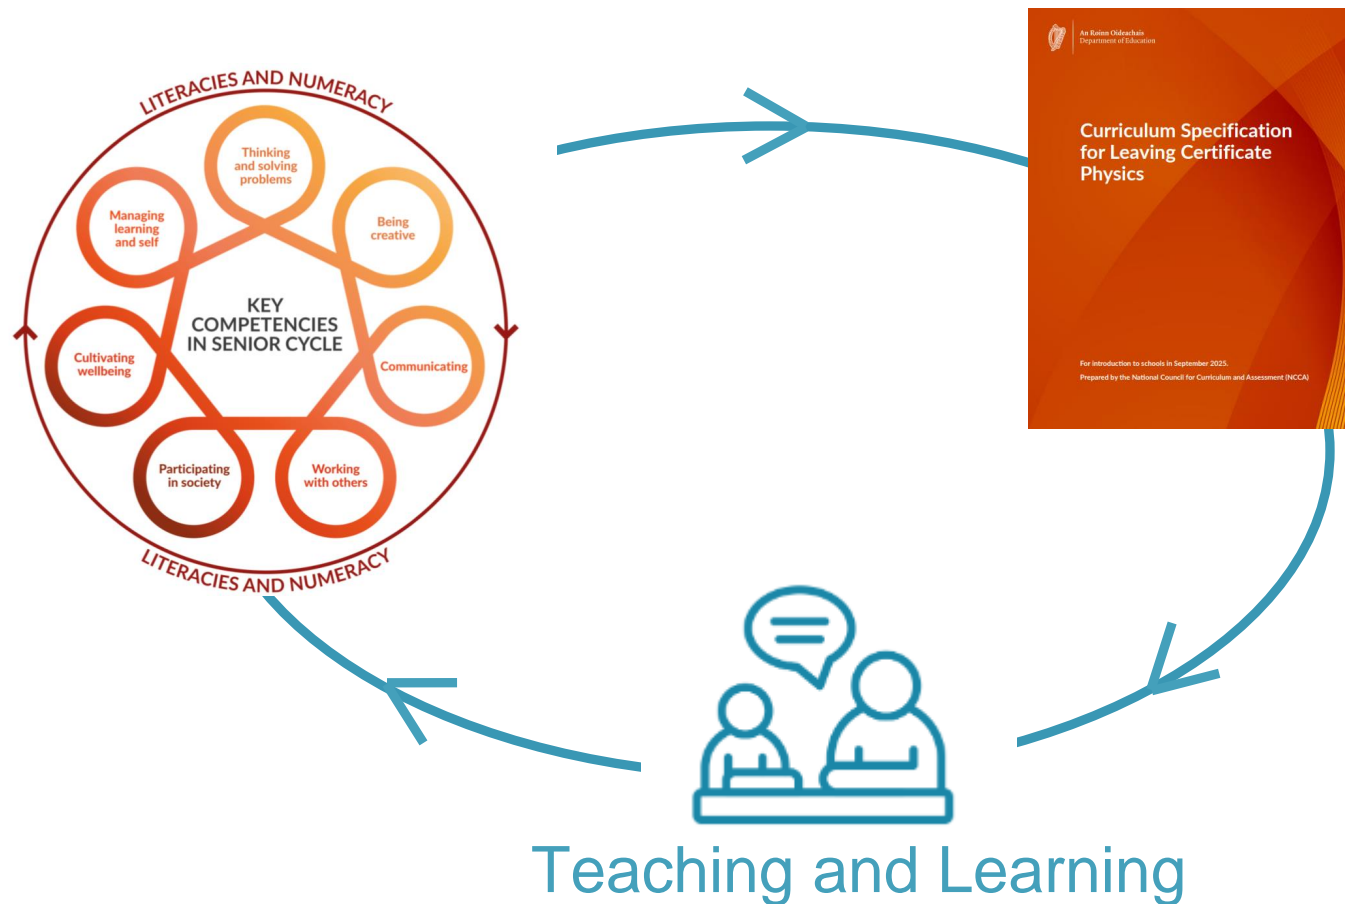 LITERACIES AND NUMERACY
Thinking
and solving
problems
Being
creative
Communicating
Working
with others
Participating
in society
Cultivating
wellbeing
Managing
learning
and self
KEY
COMPETENCIES
IN SENIOR CYCLE
LITERACIES AND NUMERACY
An Roinn Oideachais
Department of Education
Curriculum Specification
for Leaving Certificate
Physics
For introduction to schools in September 2025.
Prepared by the National Council for Curriculum and Assessment (NCCA)
Teaching and Learning